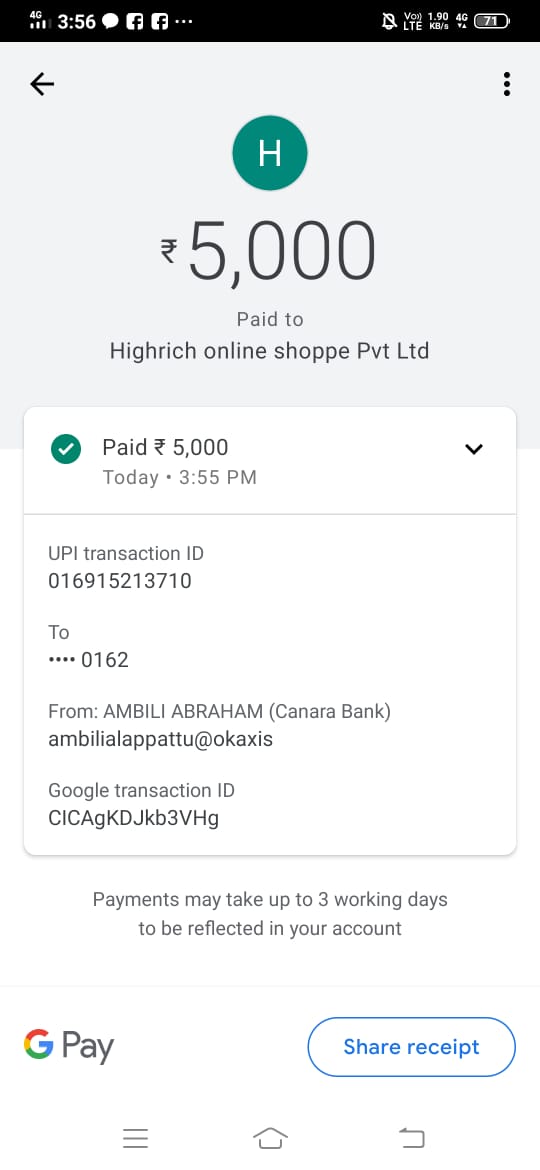 4G 3:56 ... Vo)) LTE 1.90 KB/s 4G 71
H
₹5,000
Paid to
Highrich online shoppe Pvt Ltd
Paid ₹ 5,000
Today • 3:55 PM
UPI transaction ID
016915213710
To
•••• 0162
From: AMBILI ABRAHAM (Canara Bank)
ambilialappattu@okaxis
Google transaction ID
CICAgKDJkb3VHg
Payments may take up to 3 working days
to be reflected in your account
G Pay
Share receipt